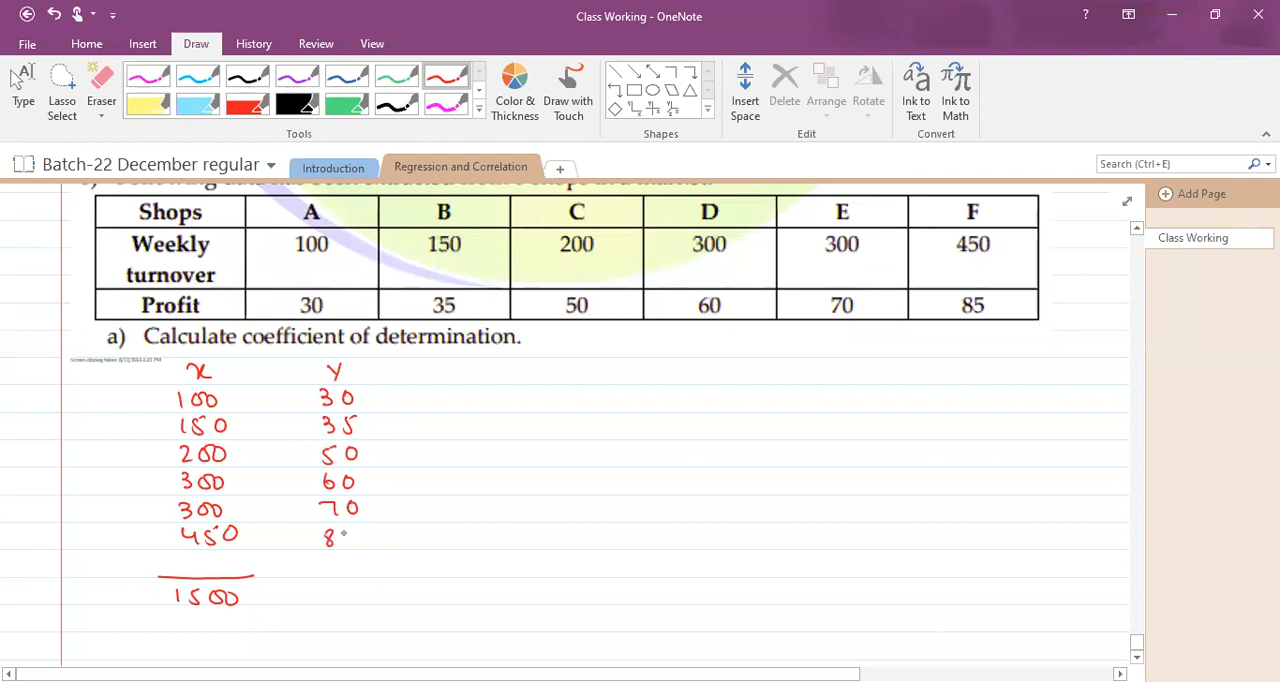 Class Working - OneNote
?
File Home Insert Draw History Review View
Type Lasso Select Eraser Color & Thickness Draw with Touch Insert Space Delete Arrange Rotate Ink to Text Ink to Math
Tools Shapes Edit Convert
Batch-22 December regular Introduction Regression and Correlation Search (Ctrl+E)
Add Page
Class Working
Shops A B C D E F
Weekly turnover 100 150 200 300 300 450
Profit 30 35 50 60 70 85
a) Calculate coefficient of determination.
x y
100 30
150 35
200 50
300 60
300 70
450 8
1500